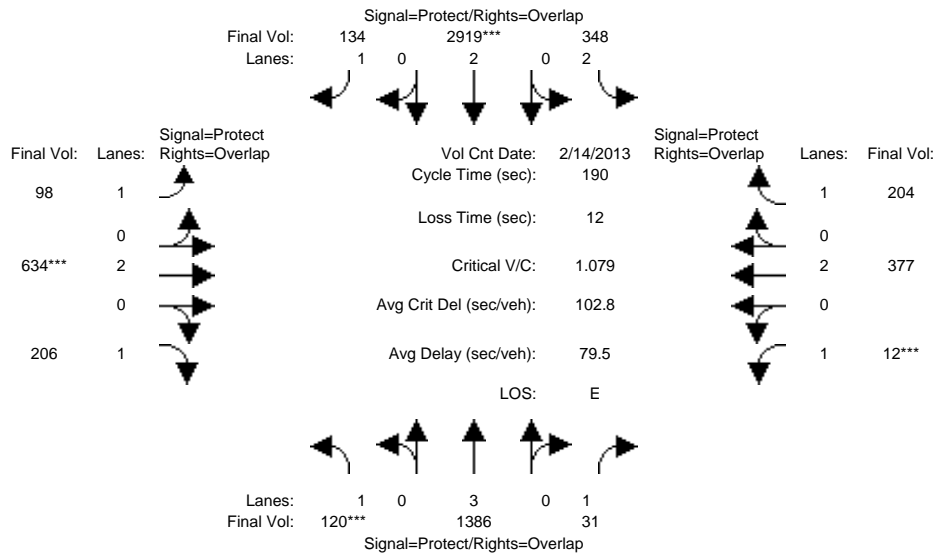 Signal=Protect/Rights=Overlap
Final Vol: 134 2919*** 348
Lanes: 1 0 2 0 2
Signal=Protect
Final Vol: Lanes: Rights=Overlap
Vol Cnt Date: 2/14/2013
Signal=Protect
Rights=Overlap Lanes: Final Vol:
Cycle Time (sec): 190
98 1
1 204
Loss Time (sec): 12
0
0
634*** 2
Critical V/C: 1.079
2 377
0
Avg Crit Del (sec/veh): 102.8
0
206 1
Avg Delay (sec/veh): 79.5
1 12***
LOS: E
Lanes: 1 0 3 0 1
Final Vol: 120*** 1386 31
Signal=Protect/Rights=Overlap